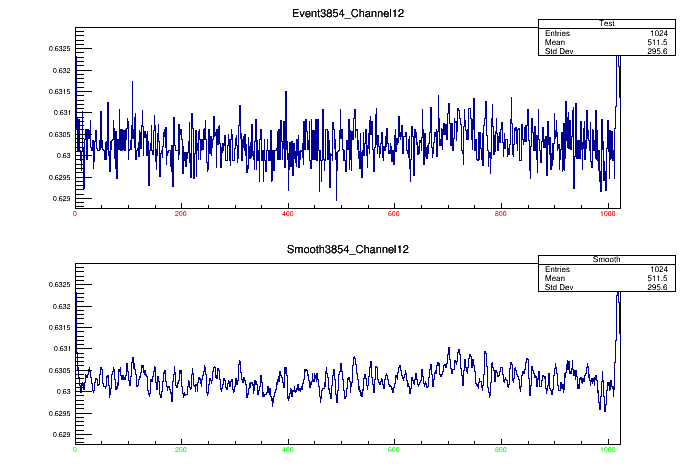 Event3854_Channel12
Test
Entries 1024
Mean 511.5
Std Dev 295.6
0.6325
0.632
0.6315
0.631
0.6305
0.63
0.6295
0.629
0 200 400 600 800 1000
Smooth3854_Channel12
Smooth
Entries 1024
Mean 511.5
Std Dev 295.6
0.6325
0.632
0.6315
0.631
0.6305
0.63
0.6295
0.629
0 200 400 600 800 1000